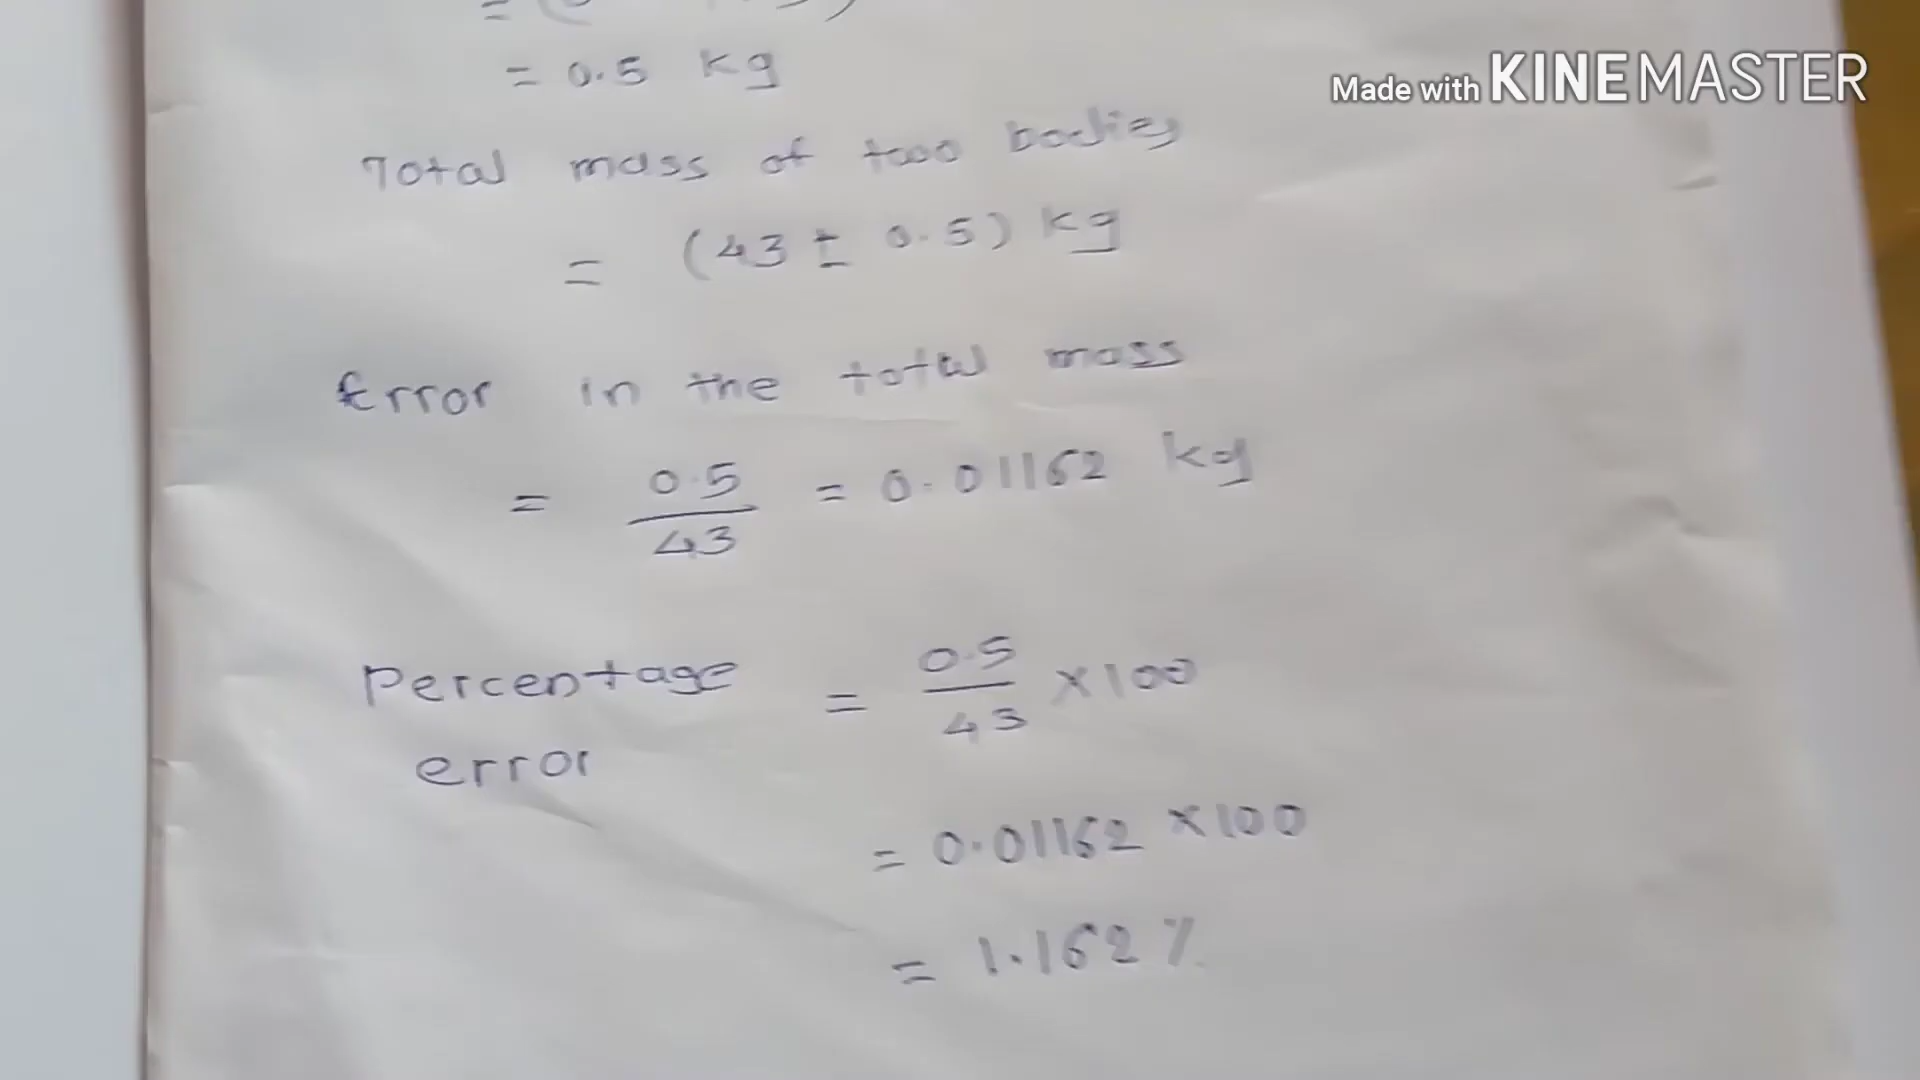 = 0.5 kg
Made with KINEMASTER
Total mass of two bodies
= (43 ± 0.5) kg
Error in the total mass
= 0.5/43 = 0.01162 kg
Percentage error = 0.5/43 × 100
= 0.01162 × 100
= 1.162 %